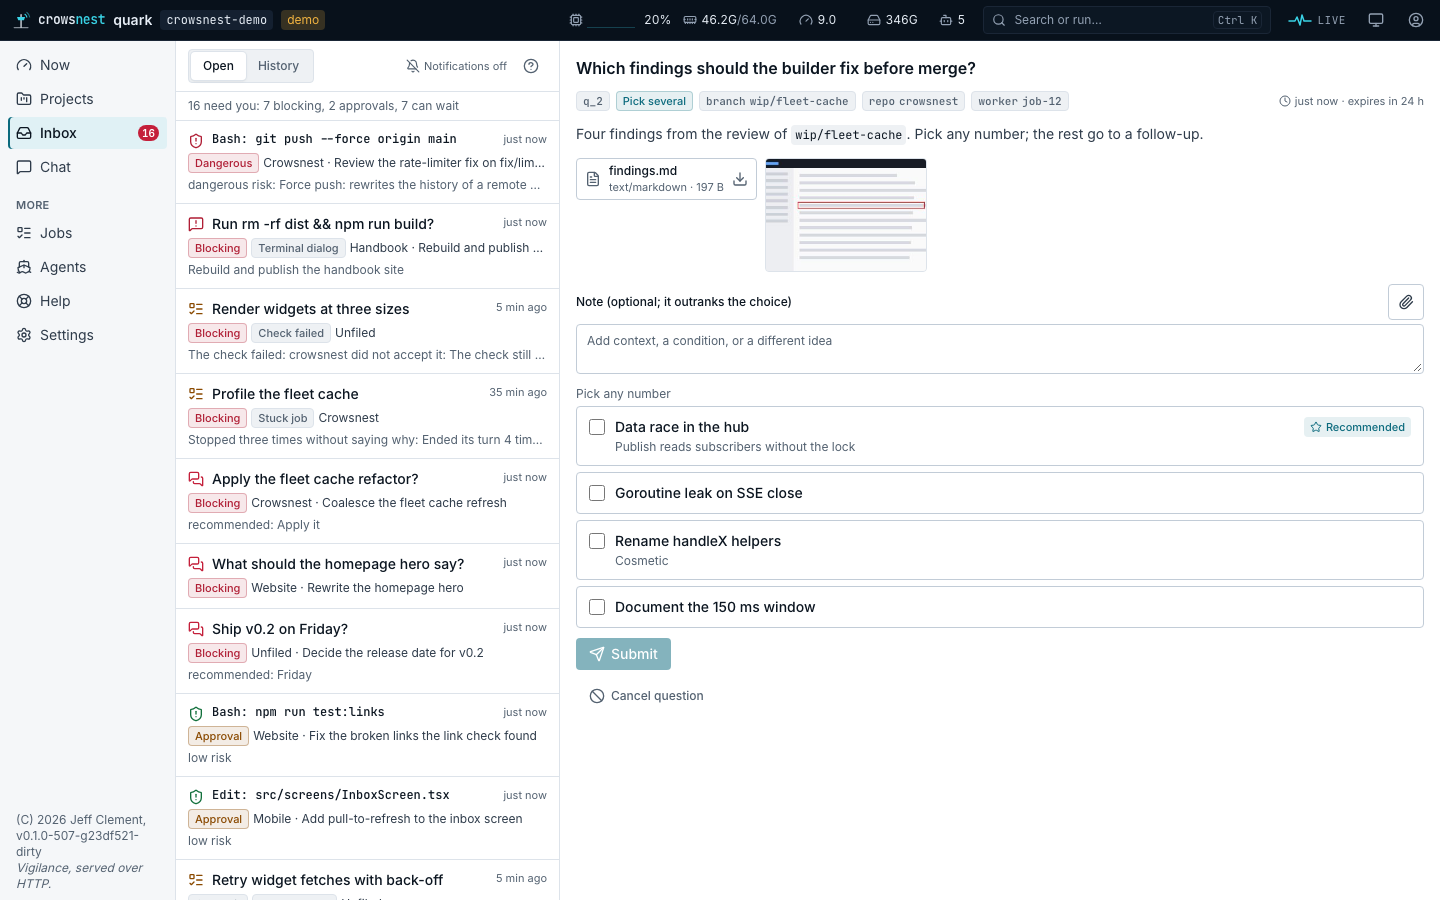 crowsnest quark crowsnest-demo demo 20% 46.2G/64.0G 9.0 346G 5 Search or run... Ctrl K LIVE
Now
Projects
Inbox 16
Chat
MORE
Jobs
Agents
Help
Settings
(C) 2026 Jeff Clement,
v0.1.0-507-g23df521-
dirty
Vigilance, served over
HTTP.
Open History Notifications off
16 need you: 7 blocking, 2 approvals, 7 can wait
Bash: git push --force origin main just now
Dangerous Crowsnest · Review the rate-limiter fix on fix/lim...
dangerous risk: Force push: rewrites the history of a remote ...
Run rm -rf dist && npm run build? just now
Blocking Terminal dialog Handbook · Rebuild and publish ...
Rebuild and publish the handbook site
Render widgets at three sizes 5 min ago
Blocking Check failed Unfiled
The check failed: crowsnest did not accept it: The check still ...
Profile the fleet cache 35 min ago
Blocking Stuck job Crowsnest
Stopped three times without saying why: Ended its turn 4 tim...
Apply the fleet cache refactor? just now
Blocking Crowsnest · Coalesce the fleet cache refresh
recommended: Apply it
What should the homepage hero say? just now
Blocking Website · Rewrite the homepage hero
Ship v0.2 on Friday? just now
Blocking Unfiled · Decide the release date for v0.2
recommended: Friday
Bash: npm run test:links just now
Approval Website · Fix the broken links the link check found
low risk
Edit: src/screens/InboxScreen.tsx just now
Approval Mobile · Add pull-to-refresh to the inbox screen
low risk
Retry widget fetches with back-off 5 min ago
Which findings should the builder fix before merge?
q_2 Pick several branch wip/fleet-cache repo crowsnest worker job-12 just now · expires in 24 h
Four findings from the review of wip/fleet-cache. Pick any number; the rest go to a follow-up.
findings.md
text/markdown · 197 B
Note (optional; it outranks the choice)
Add context, a condition, or a different idea
Pick any number
Data race in the hub Recommended
Publish reads subscribers without the lock
Goroutine leak on SSE close
Rename handleX helpers
Cosmetic
Document the 150 ms window
Submit
Cancel question